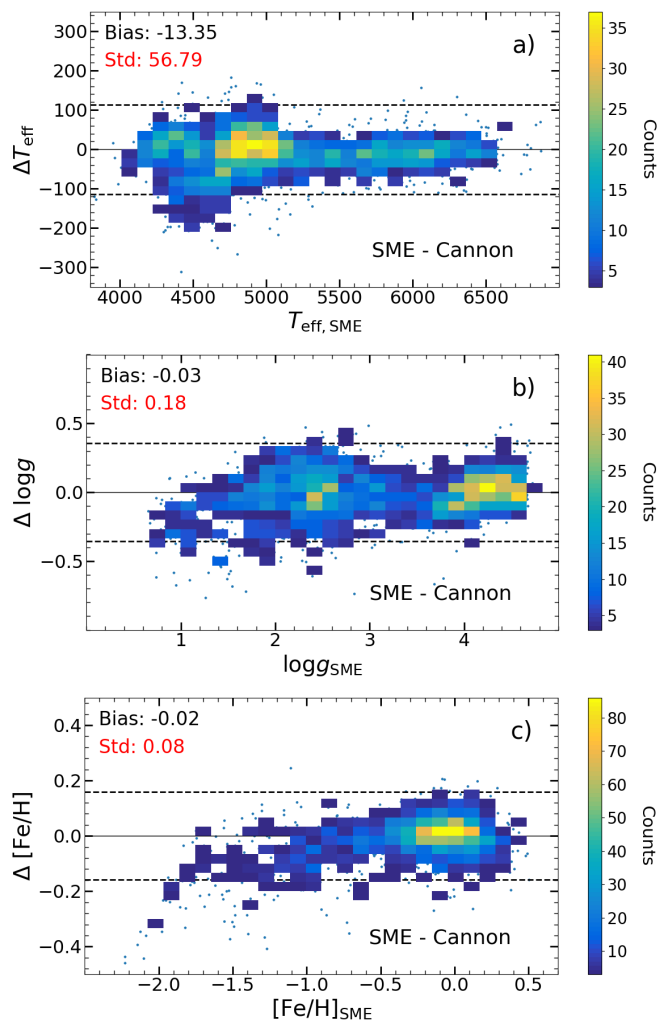 Bias: -13.35
Std: 56.79
a)
300
200
100
0
−100
−200
−300
ΔT_eff
SME - Cannon
4000 4500 5000 5500 6000 6500
T_eff, SME
35
30
25
20
15
10
5
Counts
Bias: -0.03
Std: 0.18
b)
0.5
0.0
−0.5
Δ logg
SME - Cannon
1 2 3 4
logg_SME
40
35
30
25
20
15
10
5
Counts
Bias: -0.02
Std: 0.08
c)
0.4
0.2
0.0
−0.2
−0.4
Δ [Fe/H]
SME - Cannon
−2.0 −1.5 −1.0 −0.5 0.0 0.5
[Fe/H]_SME
80
70
60
50
40
30
20
10
Counts